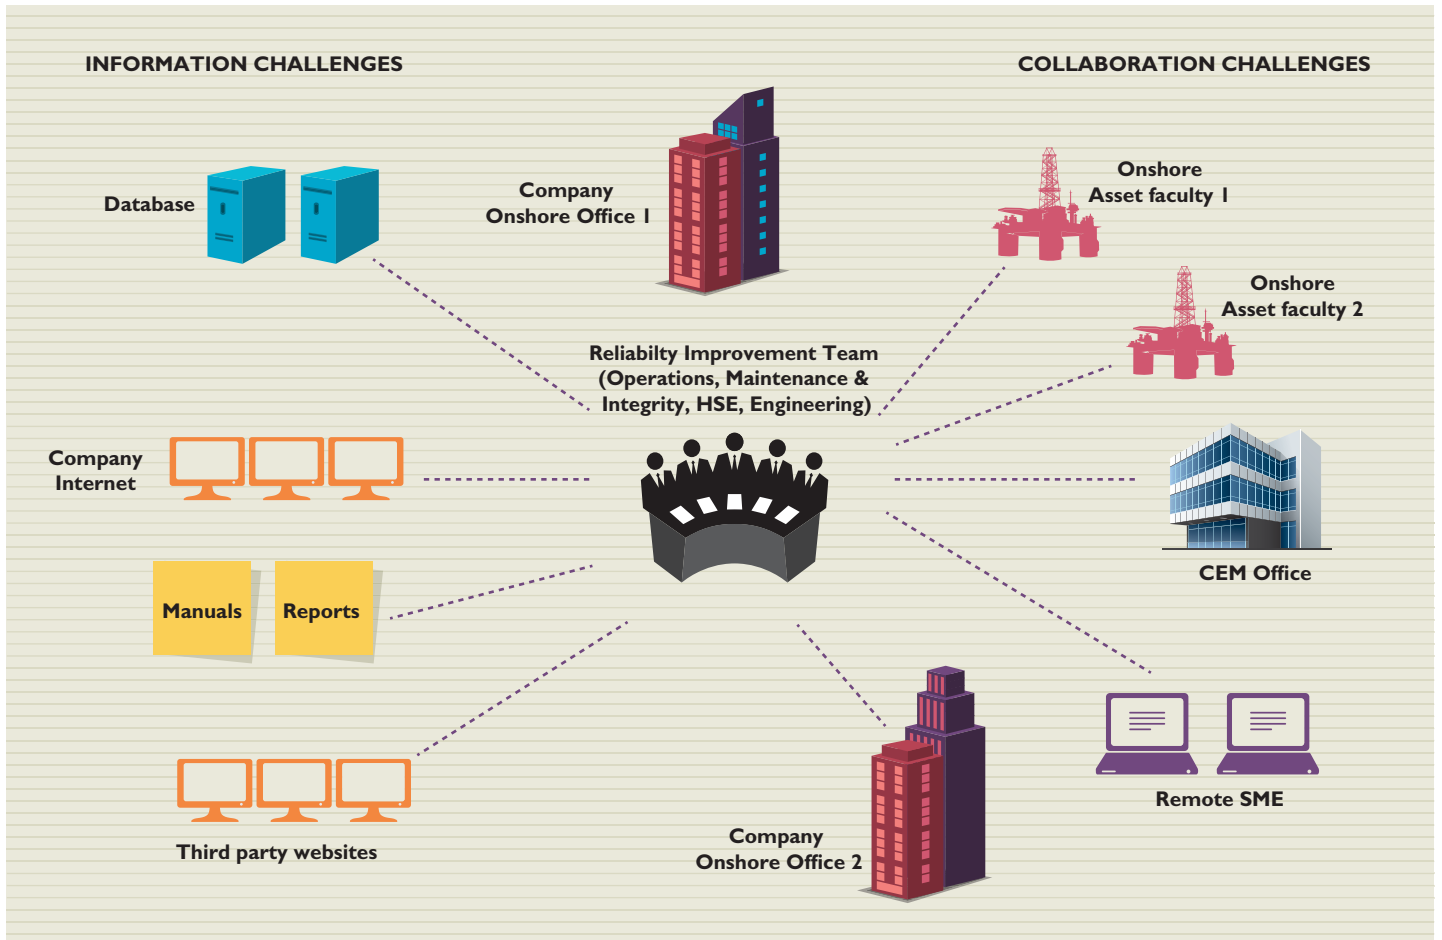 INFORMATION CHALLENGES
COLLABORATION CHALLENGES
Database
Company
Onshore Office 1
Onshore
Asset faculty 1
Onshore
Asset faculty 2
Reliabilty Improvement Team
(Operations, Maintenance &
Integrity, HSE, Engineering)
Company
Internet
CEM Office
Manuals
Reports
Remote SME
Third party websites
Company
Onshore Office 2